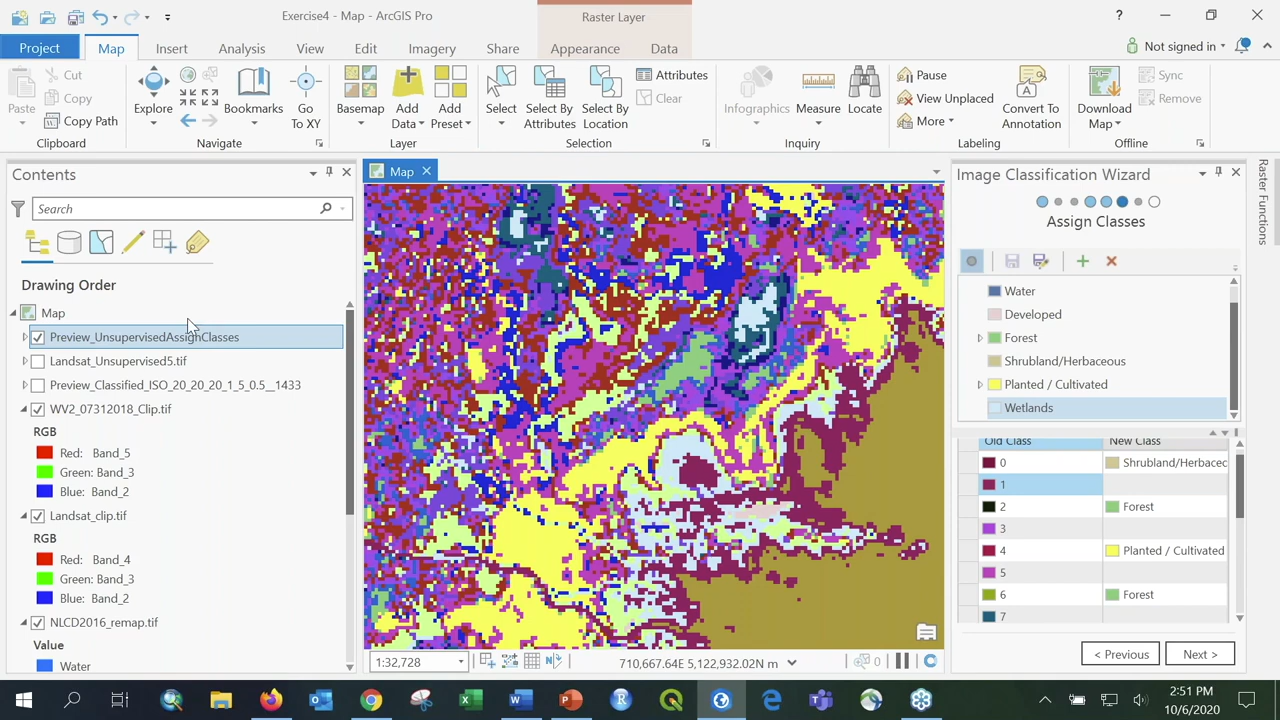 Exercise4 - Map - ArcGIS Pro
Raster Layer
?
Project
Map
Insert
Analysis
View
Edit
Imagery
Share
Appearance
Data
Not signed in
Paste
Cut
Copy
Copy Path
Clipboard
Explore
Bookmarks
Go
To XY
Navigate
Basemap
Add
Data
Add
Preset
Layer
Select
Select By
Attributes
Select By
Location
Attributes
Clear
Selection
Infographics
Measure
Locate
Inquiry
Pause
View Unplaced
More
Convert To
Annotation
Labeling
Download
Map
Sync
Remove
Offline
Contents
Search
Drawing Order
Map
Preview_UnsupervisedAssignClasses
Landsat_Unsupervised5.tif
Preview_Classified_ISO_20_20_20_1_5_0.5__1433
WV2_07312018_Clip.tif
RGB
Red: Band_5
Green: Band_3
Blue: Band_2
Landsat_clip.tif
RGB
Red: Band_4
Green: Band_3
Blue: Band_2
NLCD2016_remap.tif
Value
Water
Map
1:32,728
710,667.64E 5,122,932.02N m
0
Image Classification Wizard
Assign Classes
Water
Developed
Forest
Shrubland/Herbaceous
Planted / Cultivated
Wetlands
Old Class New Class
0 Shrubland/Herbacec
1
2 Forest
3
4 Planted / Cultivated
5
6 Forest
7
< Previous
Next >
Raster Functions
2:51 PM
10/6/2020